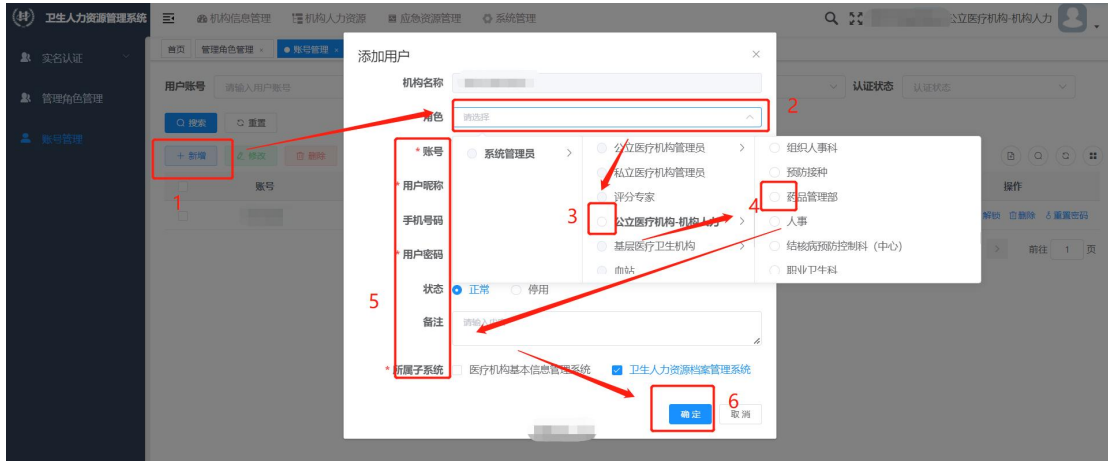 卫生人力资源管理系统
机构信息管理 机构人力资源 应急资源管理 系统管理
公立医疗机构-机构人力
实名认证
管理角色管理
账号管理
首页 管理角色管理 × 账号管理 ×
添加用户
用户账号 请输入用户账号
认证状态 认证状态
搜索 重置
+ 新增 修改 删除
账号
操作
解锁 删除 重置密码
前往 1 页
机构名称
角色 请选择
* 账号
* 用户昵称
手机号码
* 用户密码
状态 正常 停用
备注
* 所属子系统 医疗机构基本信息管理系统 卫生人力资源档案管理系统
确定 取消
系统管理员
公立医疗机构管理员
私立医疗机构管理员
评分专家
公立医疗机构-机构人力
基层医疗卫生机构
血站
组织人事科
预防接种
药品管理部
人事
结核病预防控制科（中心）
职业卫生科
1
2
3
4
5
6